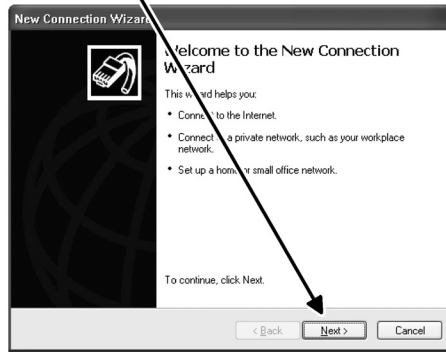 New Connection Wizard
Welcome to the New Connection
Wizard
This wizard helps you:
• Connect to the Internet.
• Connect to a private network, such as your workplace
network.
• Set up a home or small office network.
To continue, click Next.
< Back Next > Cancel